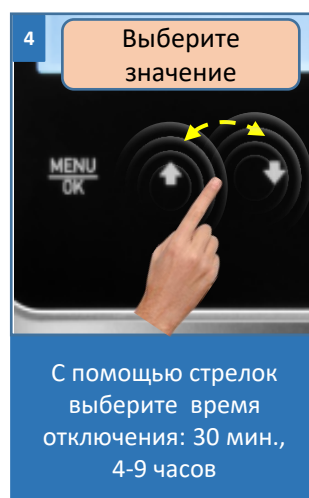 4
Выберите
значение
MENU
OK
С помощью стрелок
выберите время
отключения: 30 мин.,
4-9 часов